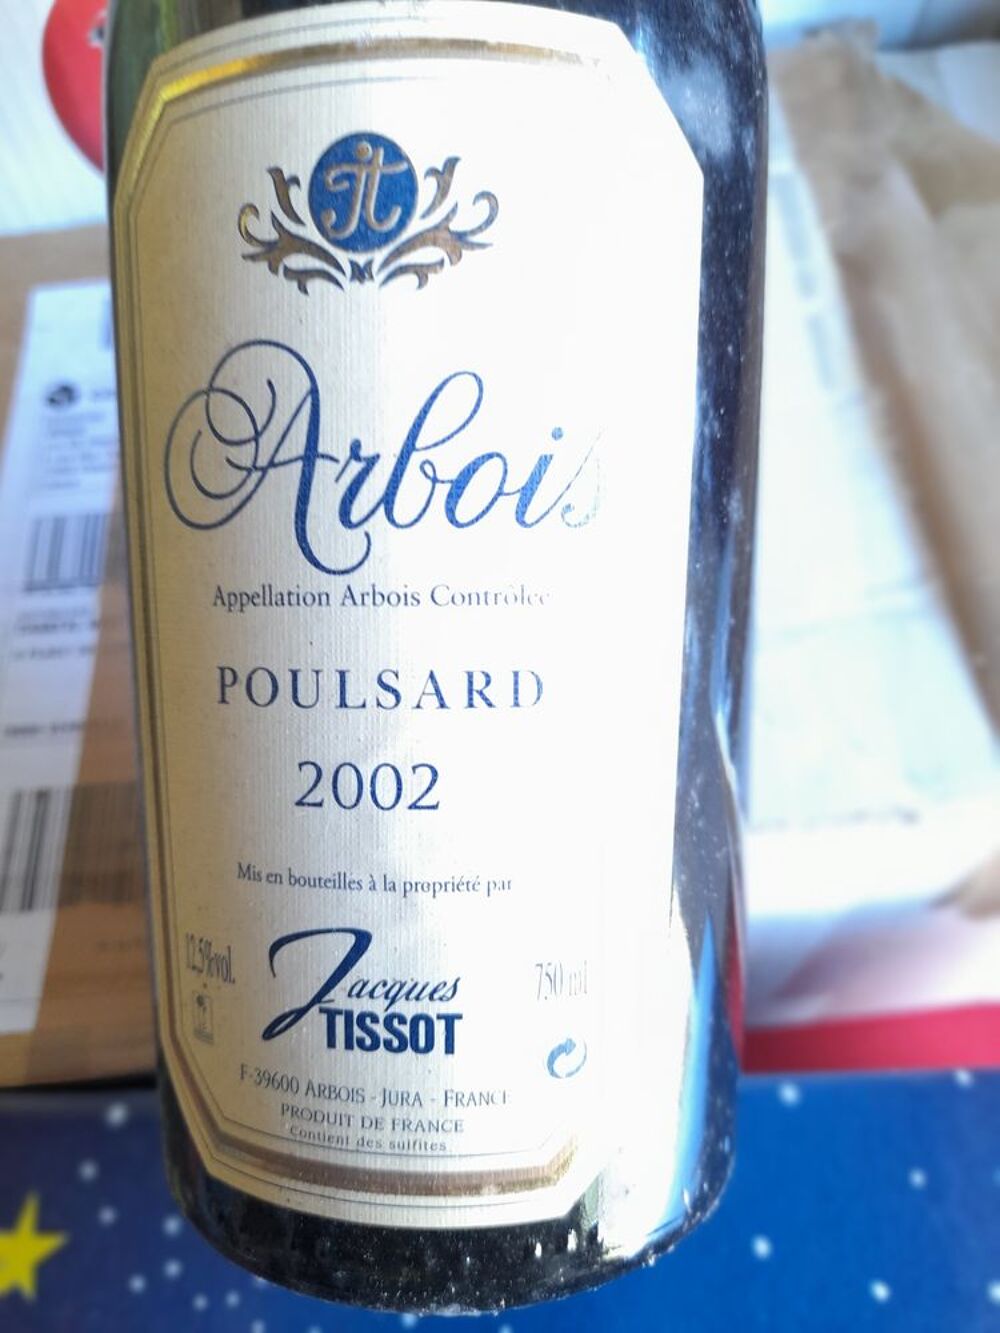 jt
Arbois
Appellation Arbois Contrôlée
POULSARD
2002
Mis en bouteilles à la propriété par
12,5%vol.
Jacques
TISSOT
750 ml
F-39600 ARBOIS - JURA - FRANCE
PRODUIT DE FRANCE
Contient des sulfites